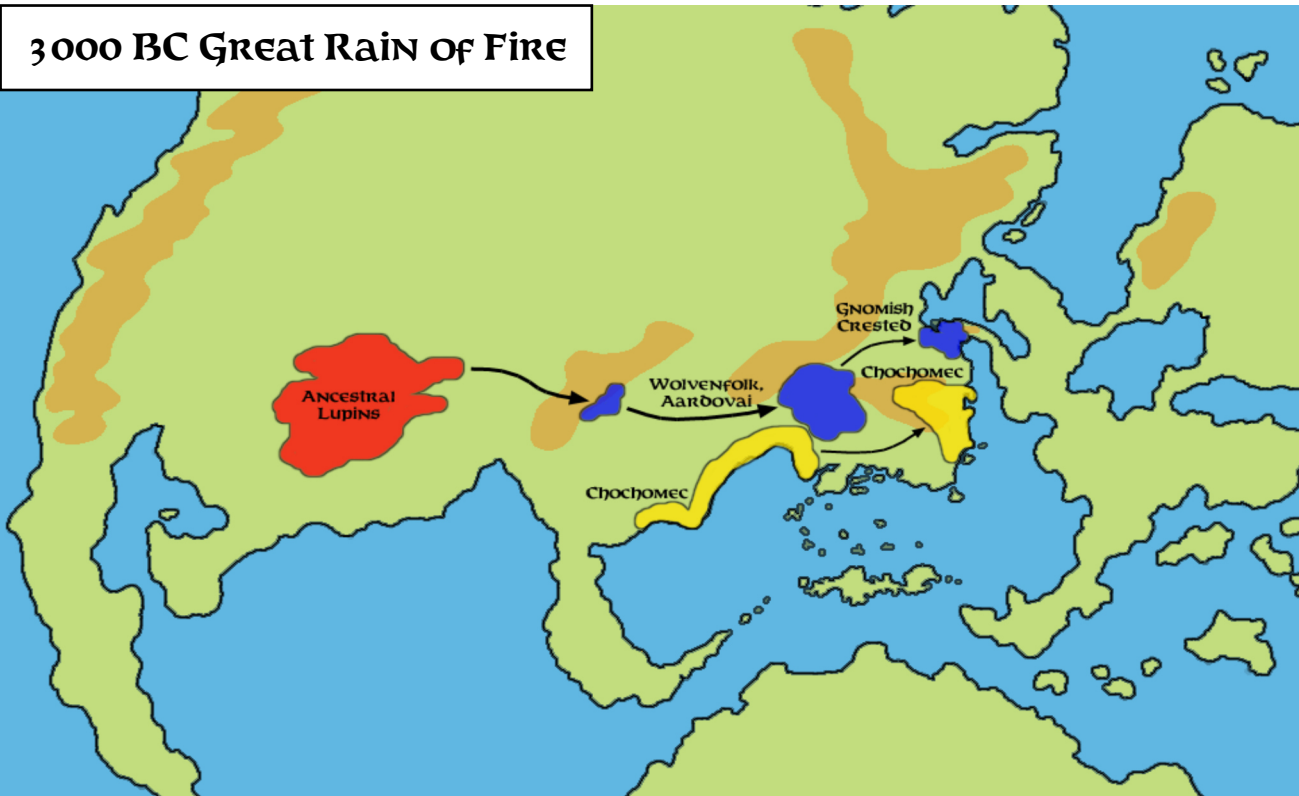 3000 BC Great Rain of Fire
Gnomish
Crested
Chochomec
Wolvenfolk,
Aardovai
Ancestral
Lupins
Chochomec